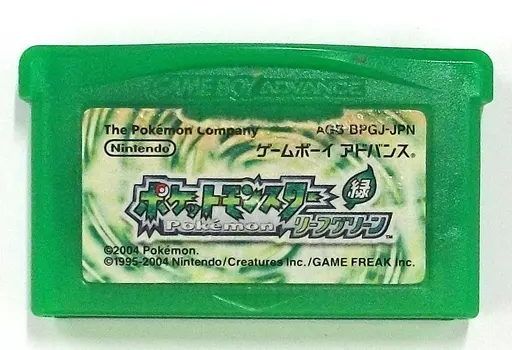 GAME BOY ADVANCE
The Pokémon Company
AGB BPGJ-JPN
Nintendo
ゲームボーイ アドバンス®
ポケットモンスター 緑
Pokémon リーフグリーン™
©2004 Pokémon.
©1995-2004 Nintendo/Creatures Inc./GAME FREAK inc.